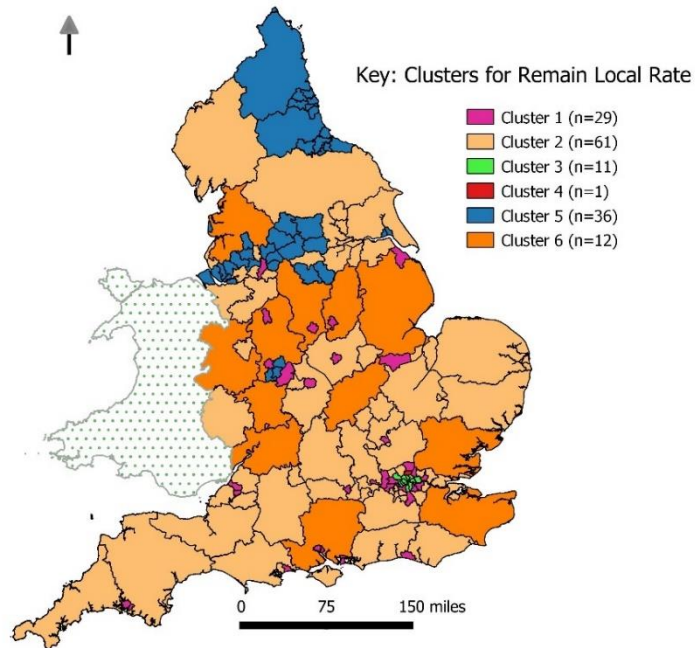 Key: Clusters for Remain Local Rate
Cluster 1 (n=29)
Cluster 2 (n=61)
Cluster 3 (n=11)
Cluster 4 (n=1)
Cluster 5 (n=36)
Cluster 6 (n=12)
0 75 150 miles